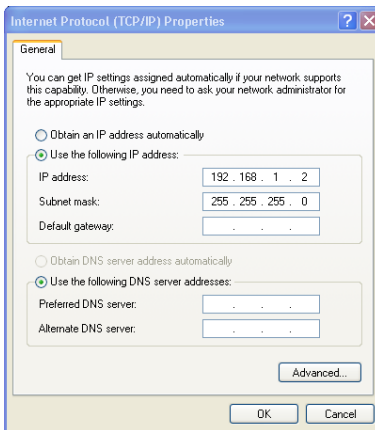 Internet Protocol (TCP/IP) Properties
General
You can get IP settings assigned automatically if your network supports
this capability. Otherwise, you need to ask your network administrator for
the appropriate IP settings.
Obtain an IP address automatically
Use the following IP address:
IP address: 192 . 168 . 1 . 2
Subnet mask: 255 . 255 . 255 . 0
Default gateway: . . .
Obtain DNS server address automatically
Use the following DNS server addresses:
Preferred DNS server: . . .
Alternate DNS server: . . .
Advanced...
OK Cancel